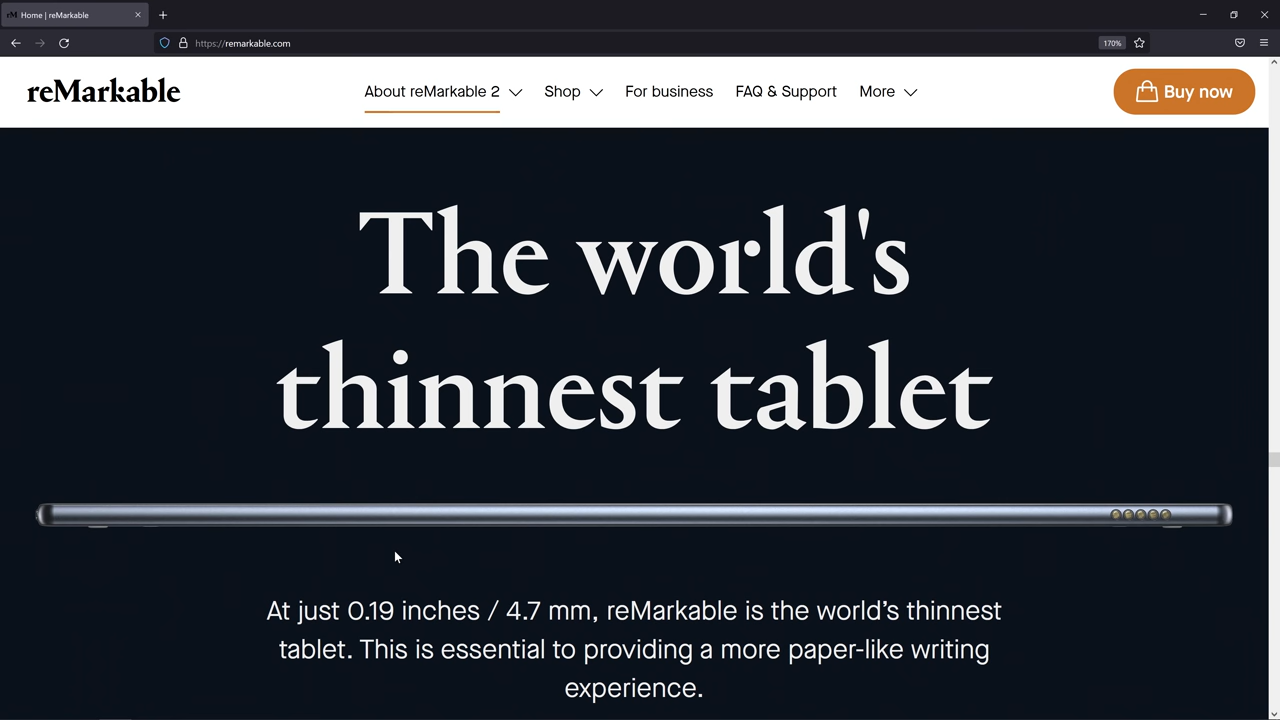 Home | reMarkable
https://remarkable.com
170%
reMarkable
About reMarkable 2
Shop
For business
FAQ & Support
More
Buy now
The world's
thinnest tablet
At just 0.19 inches / 4.7 mm, reMarkable is the world’s thinnest
tablet. This is essential to providing a more paper-like writing
experience.